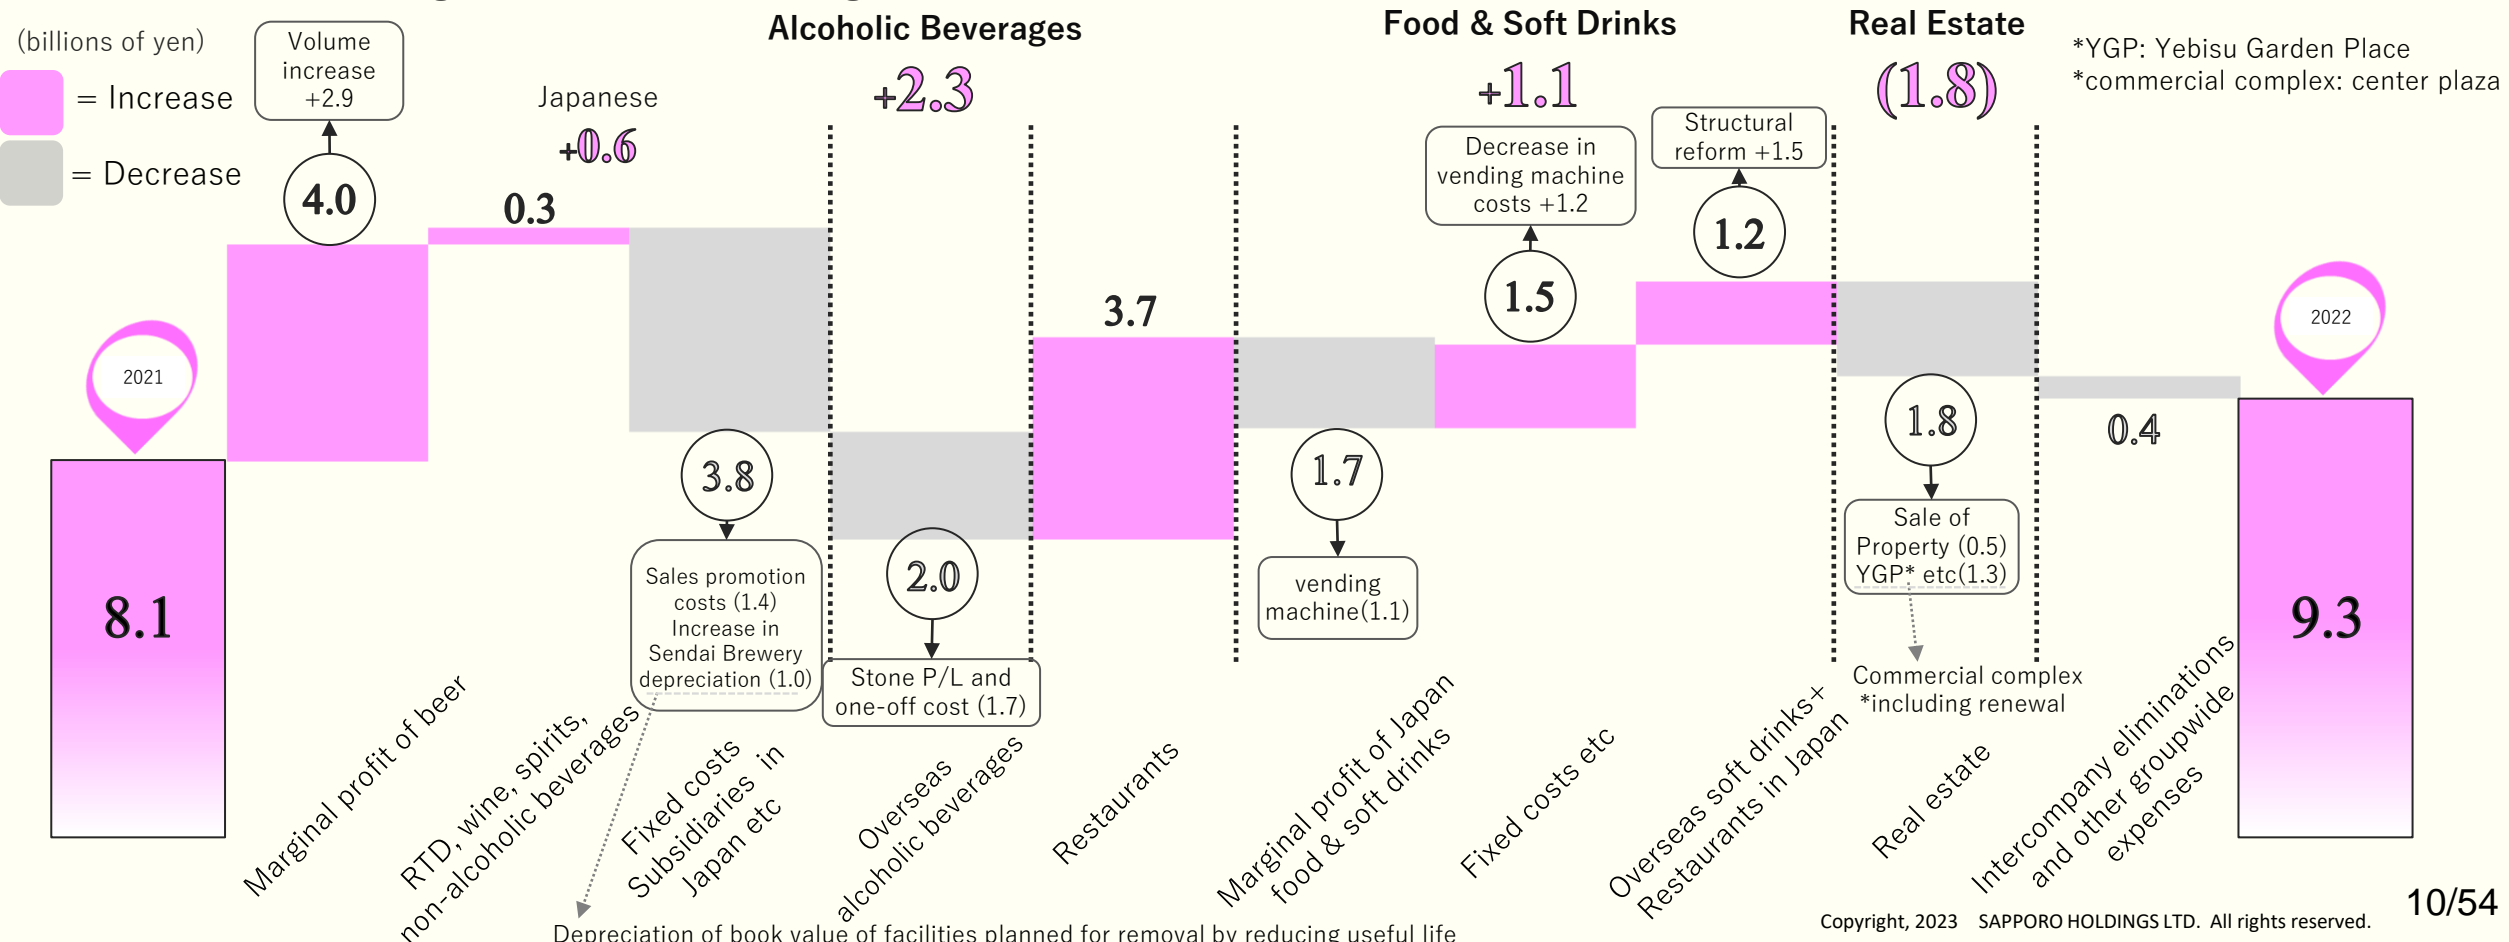 (billions of yen)
= Increase
= Decrease
Volume
increase
+2.9
4.0
Japanese
+0.6
0.3
Alcoholic Beverages
+2.3
Food & Soft Drinks
+1.1
Real Estate
(1.8)
*YGP: Yebisu Garden Place
*commercial complex: center plaza
Decrease in
vending machine
costs +1.2
1.5
Structural
reform +1.5
1.2
3.7
2021
8.1
3.8
Sales promotion
costs (1.4)
Increase in
Sendai Brewery
depreciation (1.0)
2.0
Stone P/L and
one-off cost (1.7)
1.7
vending
machine(1.1)
1.8
Sale of
Property (0.5)
YGP* etc(1.3)
Commercial complex
*including renewal
0.4
2022
9.3
Marginal profit of beer
RTD, wine, spirits,
non-alcoholic beverages
Fixed costs
Subsidiaries in
Japan etc
Overseas
alcoholic beverages
Restaurants
Marginal profit of Japan
food & soft drinks
Fixed costs etc
Overseas soft drinks+
Restaurants in Japan
Real estate
Intercompany eliminations
and other groupwide
expenses
Depreciation of book value of facilities planned for removal by reducing useful life
Copyright, 2023 SAPPORO HOLDINGS LTD. All rights reserved.
10/54